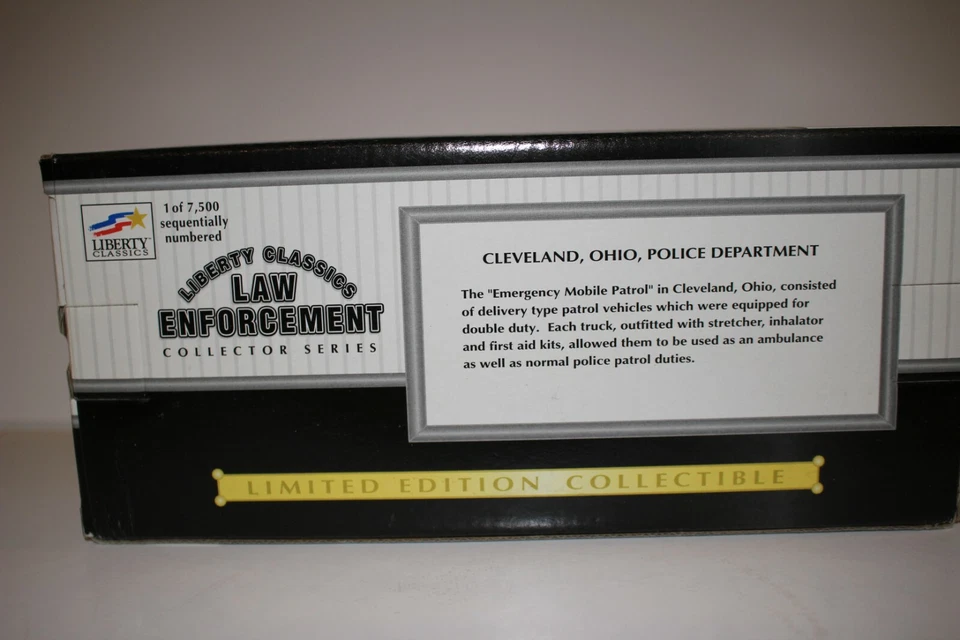 LIBERTY™
CLASSICS
1 of 7,500
sequentially
numbered
LIBERTY CLASSICS
LAW
ENFORCEMENT
COLLECTOR SERIES
CLEVELAND, OHIO, POLICE DEPARTMENT
The "Emergency Mobile Patrol" in Cleveland, Ohio, consisted
of delivery type patrol vehicles which were equipped for
double duty. Each truck, outfitted with stretcher, inhalator
and first aid kits, allowed them to be used as an ambulance
as well as normal police patrol duties.
LIMITED EDITION COLLECTIBLE